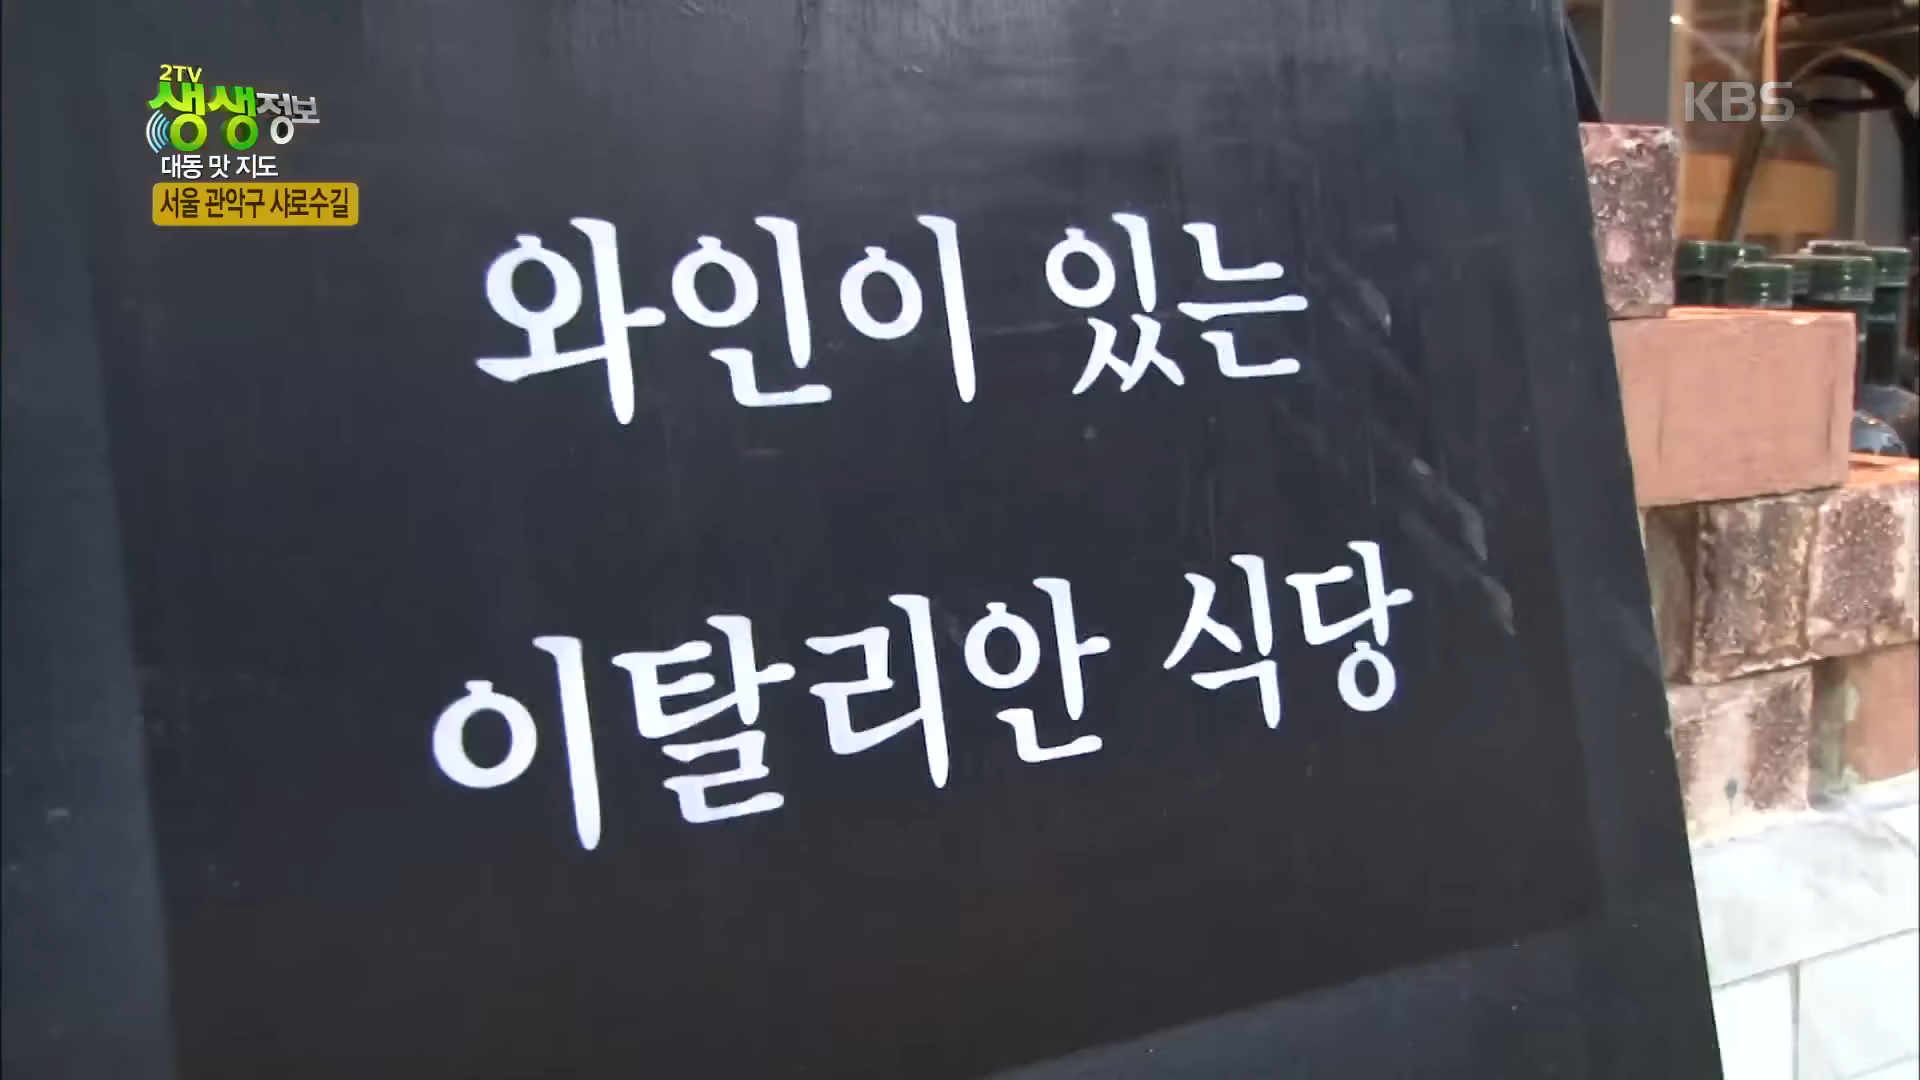 2TV
생생정보
대동 맛 지도
서울 관악구 샤로수길
KBS
와인이 있는
이탈리안 식당